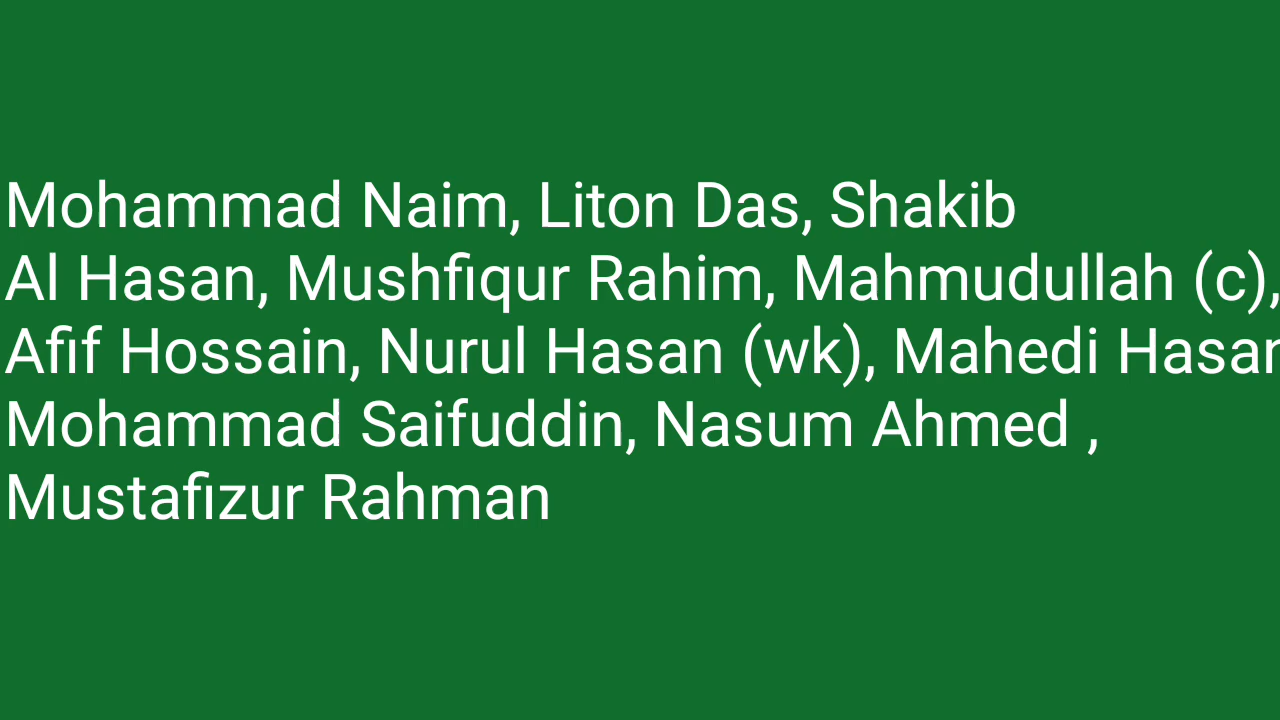 Mohammad Naim, Liton Das, Shakib
Al Hasan, Mushfiqur Rahim, Mahmudullah (c),
Afif Hossain, Nurul Hasan (wk), Mahedi Hasan
Mohammad Saifuddin, Nasum Ahmed ,
Mustafizur Rahman